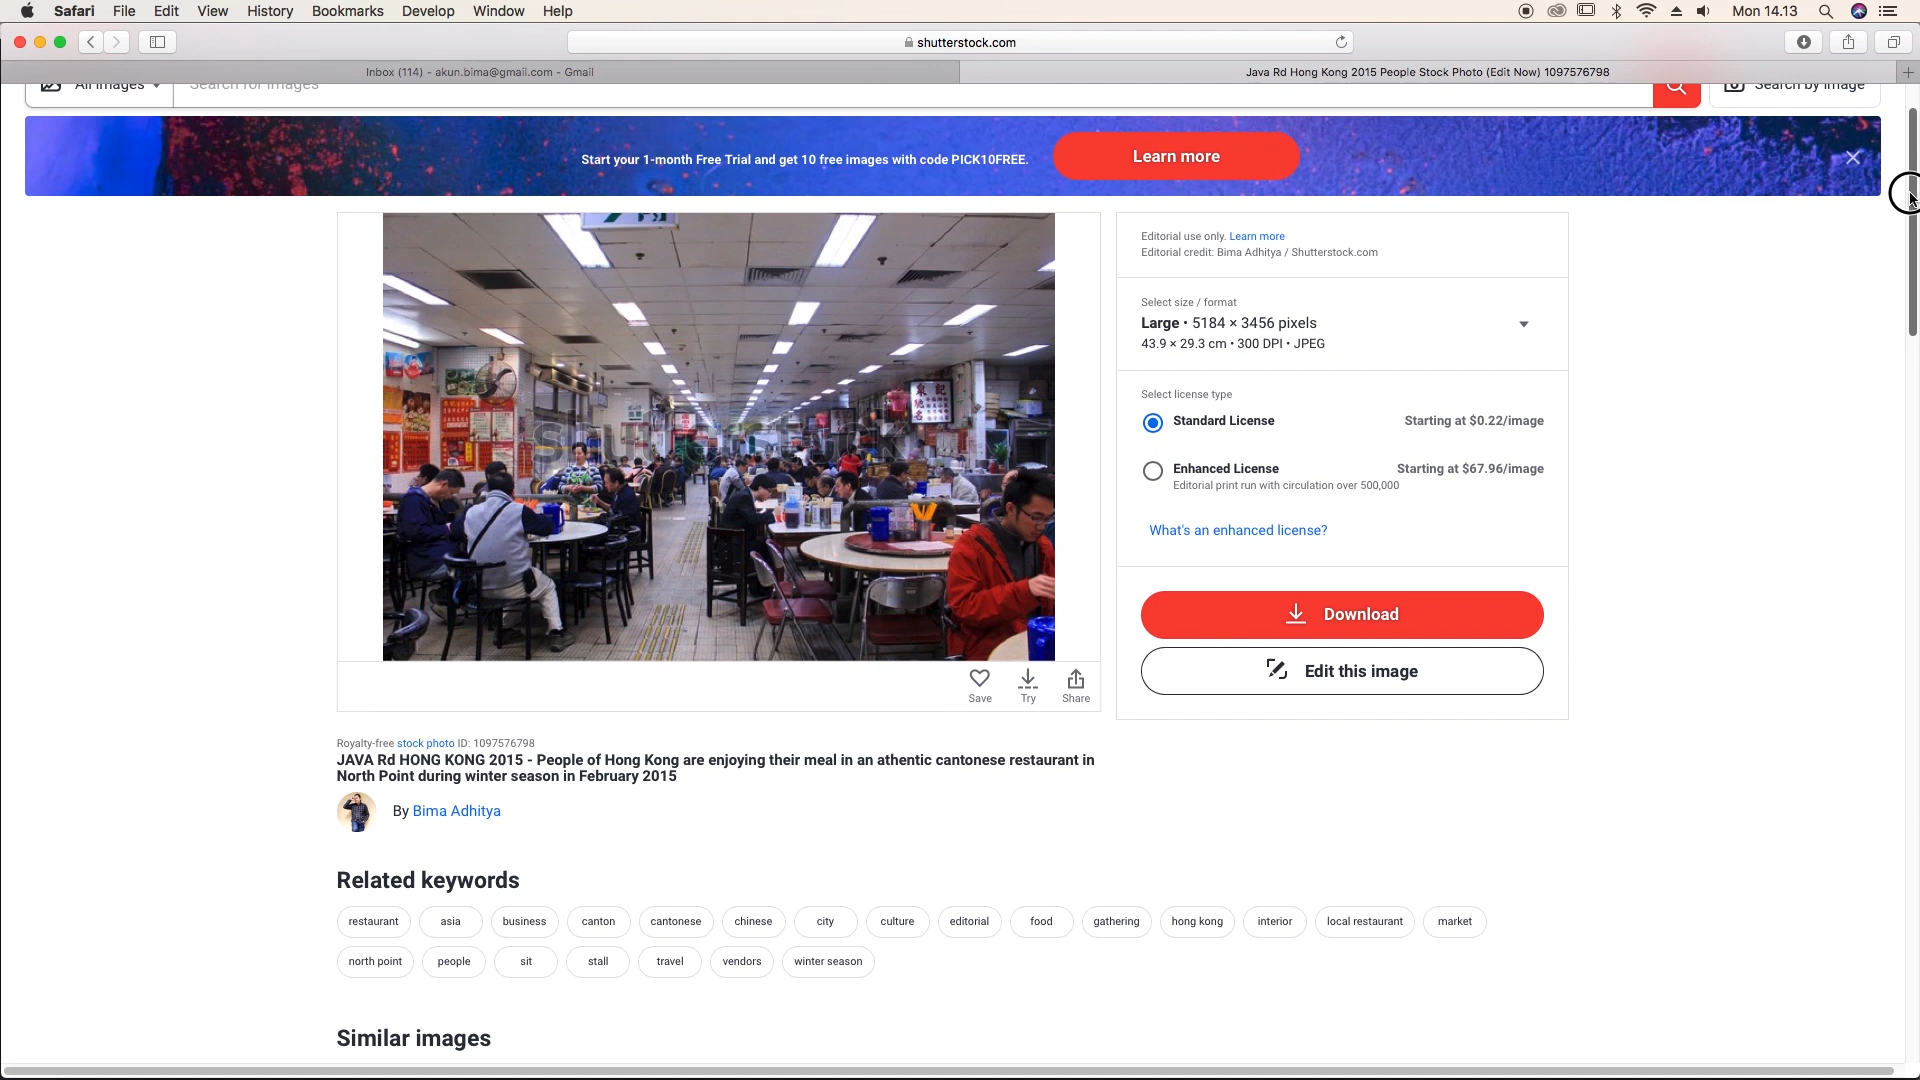 Safari File Edit View History Bookmarks Develop Window Help
Mon 14.13
shutterstock.com
Inbox (114) - akun.bima@gmail.com - Gmail
Java Rd Hong Kong 2015 People Stock Photo (Edit Now) 1097576798
All Images
Search for images
Search by image
Start your 1-month Free Trial and get 10 free images with code PICK10FREE.
Learn more
Editorial use only. Learn more
Editorial credit: Bima Adhitya / Shutterstock.com
Select size / format
Large • 5184 × 3456 pixels
43.9 × 29.3 cm • 300 DPI • JPEG
Select license type
Standard License
Starting at $0.22/image
Enhanced License
Starting at $67.96/image
Editorial print run with circulation over 500,000
What's an enhanced license?
Download
Edit this image
shutterstock
Save
Try
Share
Royalty-free stock photo ID: 1097576798
JAVA Rd HONG KONG 2015 - People of Hong Kong are enjoying their meal in an athentic cantonese restaurant in
North Point during winter season in February 2015
By Bima Adhitya
Related keywords
restaurant asia business canton cantonese chinese city culture editorial food gathering hong kong interior local restaurant market
north point people sit stall travel vendors winter season
Similar images